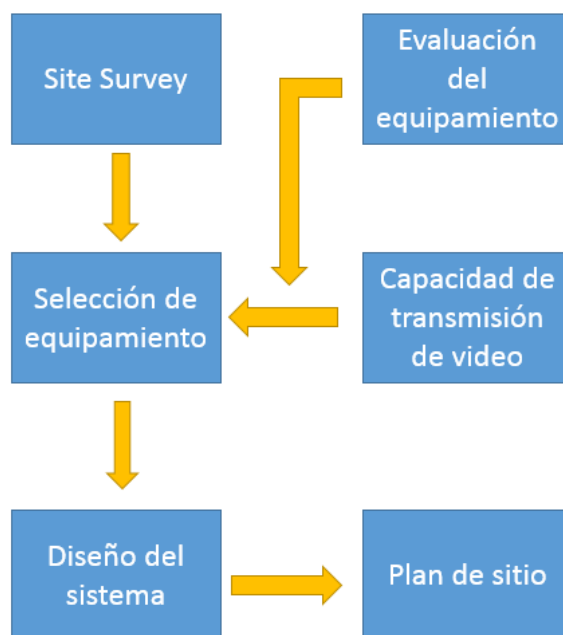 Site Survey
Evaluación
del
equipamiento
Selección de
equipamiento
Capacidad de
transmisión
de video
Diseño del
sistema
Plan de sitio